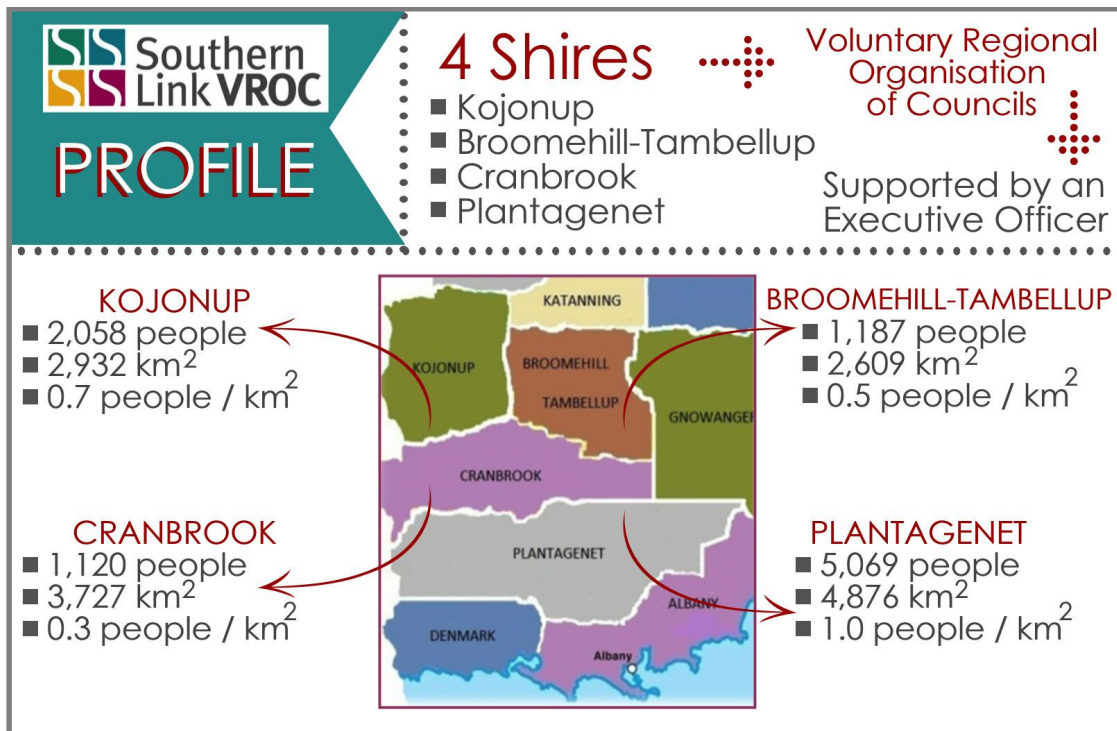 Southern
Link VROC
PROFILE
4 Shires
■ Kojonup
■ Broomehill-Tambellup
■ Cranbrook
■ Plantagenet
Voluntary Regional
Organisation
of Councils
Supported by an
Executive Officer
KOJONUP
■ 2,058 people
■ 2,932 km²
■ 0.7 people / km²
BROOMEHILL-TAMBELLUP
■ 1,187 people
■ 2,609 km²
■ 0.5 people / km²
CRANBROOK
■ 1,120 people
■ 3,727 km²
■ 0.3 people / km²
PLANTAGENET
■ 5,069 people
■ 4,876 km²
■ 1.0 people / km²
KATANNING
KOJONUP
BROOMEHILL
TAMBELLUP
GNOWANGER
CRANBROOK
PLANTAGENET
ALBANY
DENMARK
Albany